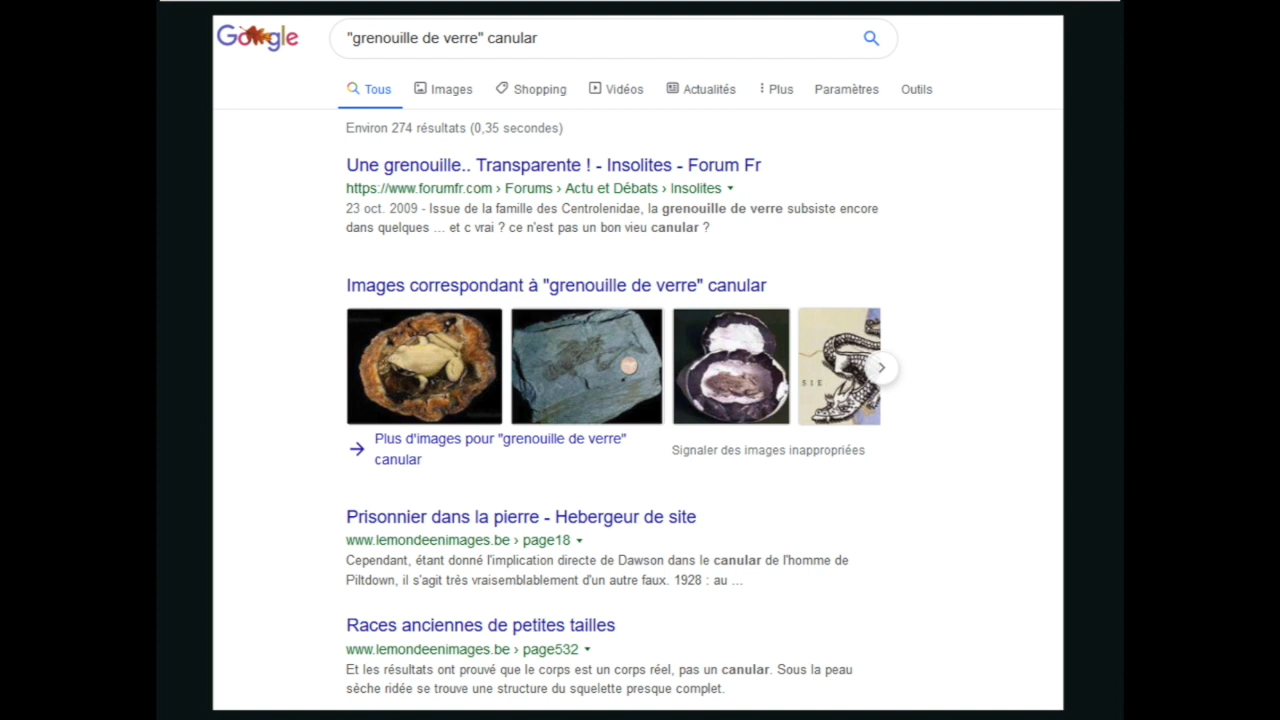 Google
"grenouille de verre" canular
Tous Images Shopping Vidéos Actualités Plus Paramètres Outils
Environ 274 résultats (0,35 secondes)
Une grenouille.. Transparente ! - Insolites - Forum Fr
https://www.forumfr.com › Forums › Actu et Débats › Insolites
23 oct. 2009 - Issue de la famille des Centrolenidae, la grenouille de verre subsiste encore
dans quelques ... et c vrai ? ce n'est pas un bon vieu canular ?
Images correspondant à "grenouille de verre" canular
SIE
Plus d'images pour "grenouille de verre"
canular
Signaler des images inappropriées
Prisonnier dans la pierre - Hebergeur de site
www.lemondeenimages.be › page18
Cependant, étant donné l'implication directe de Dawson dans le canular de l'homme de
Piltdown, il s'agit très vraisemblablement d'un autre faux. 1928 : au ...
Races anciennes de petites tailles
www.lemondeenimages.be › page532
Et les résultats ont prouvé que le corps est un corps réel, pas un canular. Sous la peau
sèche ridée se trouve une structure du squelette presque complet.